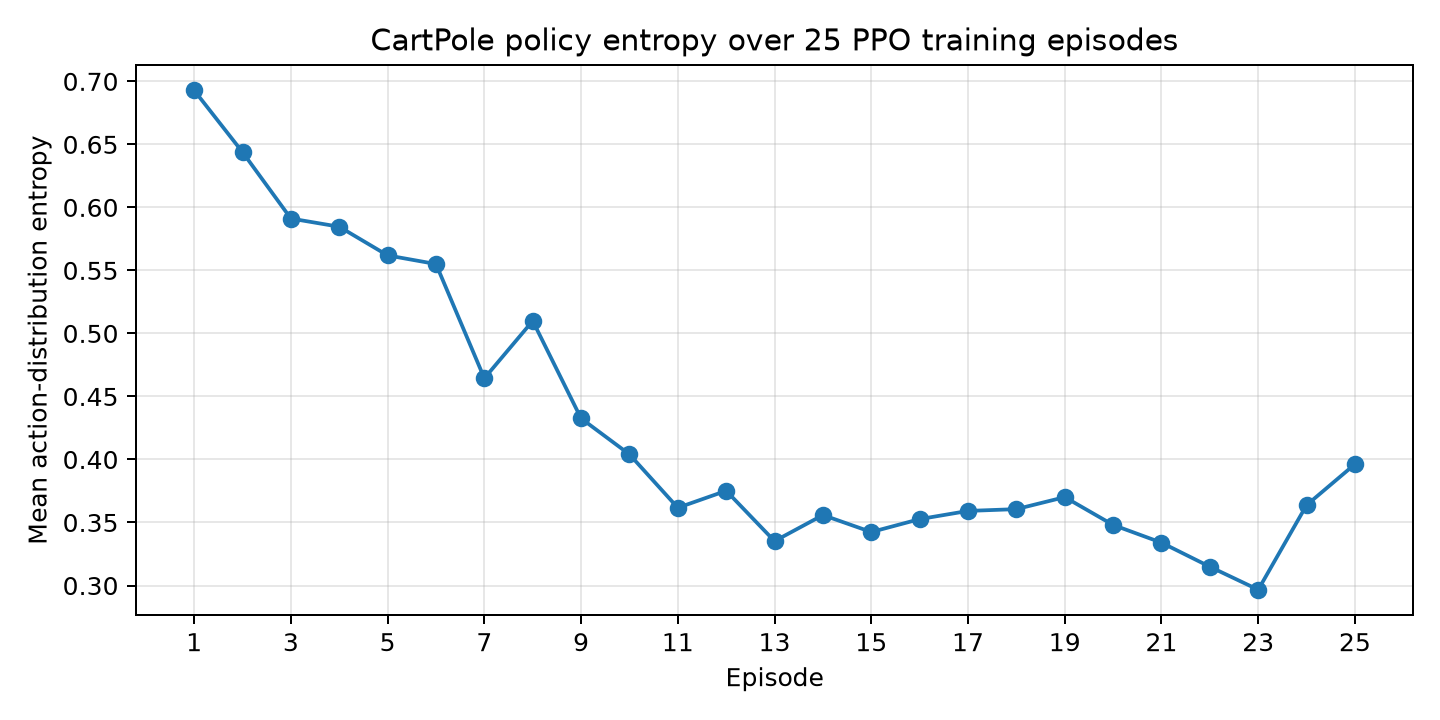 CartPole policy entropy over 25 PPO training episodes
Mean action-distribution entropy
0.70
0.65
0.60
0.55
0.50
0.45
0.40
0.35
0.30
1 3 5 7 9 11 13 15 17 19 21 23 25
Episode